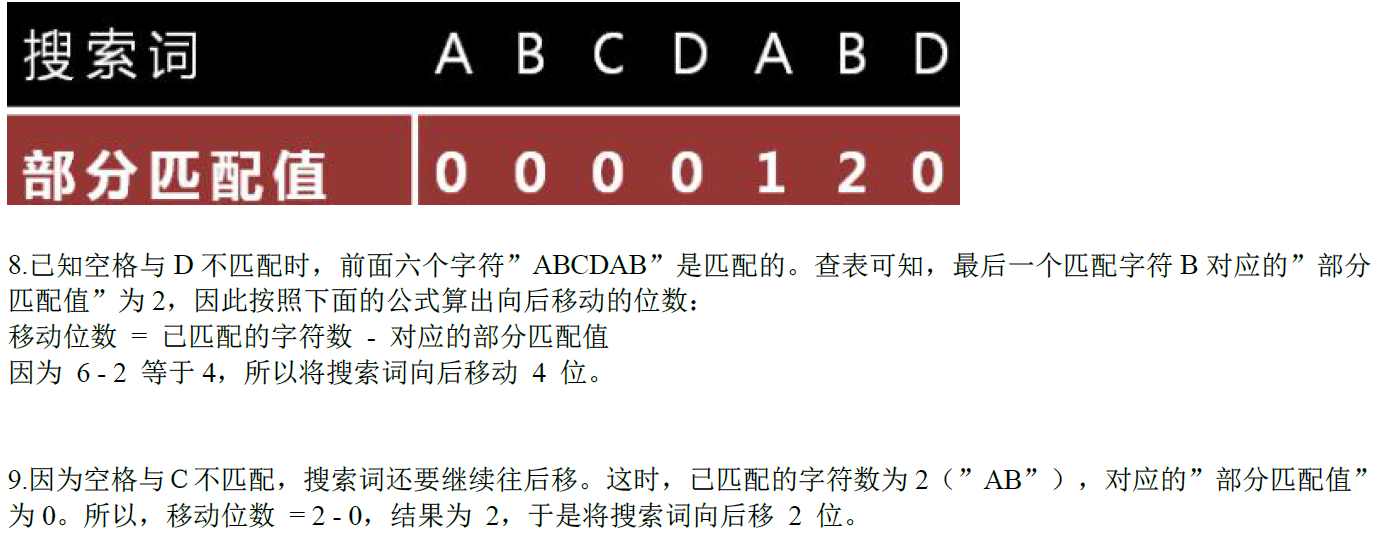 搜索词 A B C D A B D
部分匹配值 0 0 0 0 1 2 0
8.已知空格与 D 不匹配时，前面六个字符”ABCDAB”是匹配的。查表可知，最后一个匹配字符 B 对应的”部分
匹配值”为 2，因此按照下面的公式算出向后移动的位数：
移动位数 = 已匹配的字符数 - 对应的部分匹配值
因为 6 - 2 等于 4，所以将搜索词向后移动 4 位。
9.因为空格与Ｃ不匹配，搜索词还要继续往后移。这时，已匹配的字符数为 2（”AB”），对应的”部分匹配值”
为 0。所以，移动位数 = 2 - 0，结果为 2，于是将搜索词向后移 2 位。